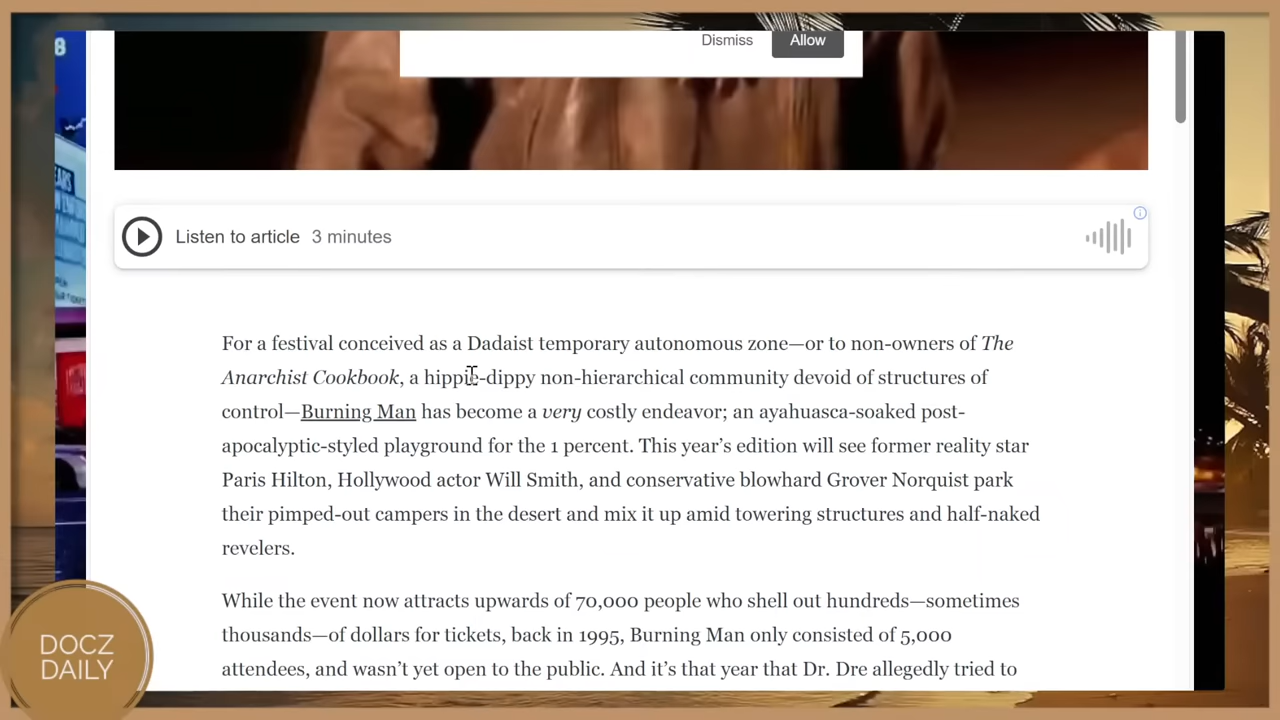 8
Dismiss
Allow
EARS
Listen to article 3 minutes
For a festival conceived as a Dadaist temporary autonomous zone—or to non-owners of The
Anarchist Cookbook, a hippie-dippy non-hierarchical community devoid of structures of
control—Burning Man has become a very costly endeavor; an ayahuasca-soaked post-
apocalyptic-styled playground for the 1 percent. This year’s edition will see former reality star
Paris Hilton, Hollywood actor Will Smith, and conservative blowhard Grover Norquist park
their pimped-out campers in the desert and mix it up amid towering structures and half-naked
revelers.
While the event now attracts upwards of 70,000 people who shell out hundreds—sometimes
thousands—of dollars for tickets, back in 1995, Burning Man only consisted of 5,000
attendees, and wasn’t yet open to the public. And it’s that year that Dr. Dre allegedly tried to
DOCZ
DAILY